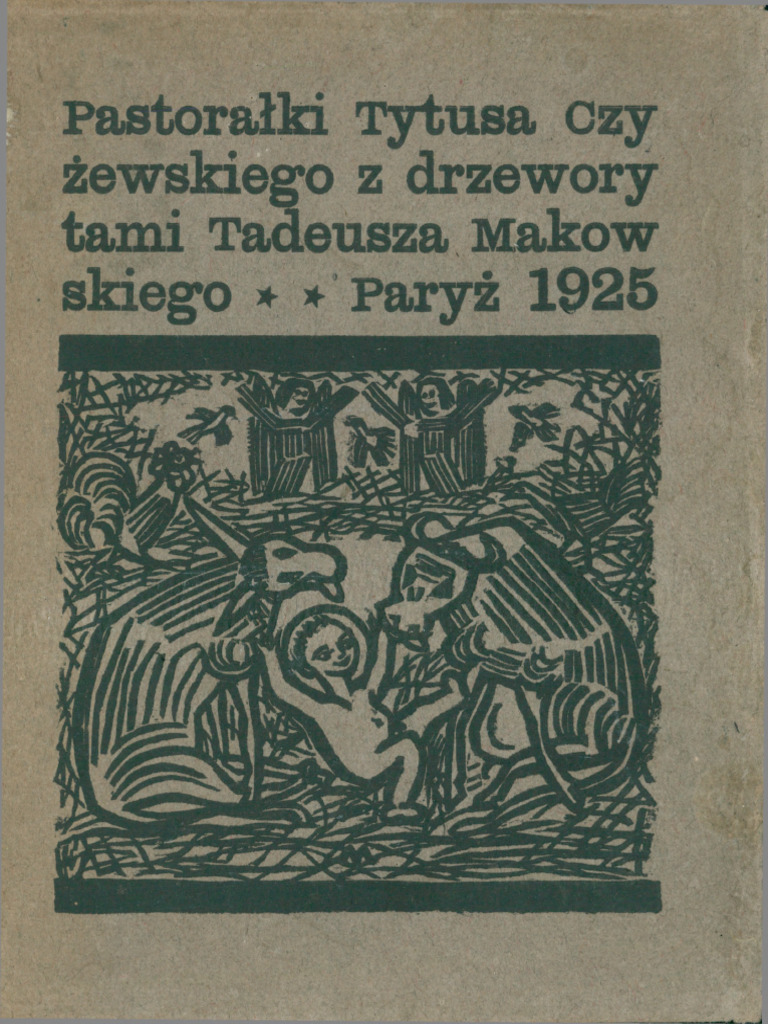 Pastorałki Tytusa Czy
żewskiego z drzewory
tami Tadeusza Makow
skiego ★ ★ Paryż 1925